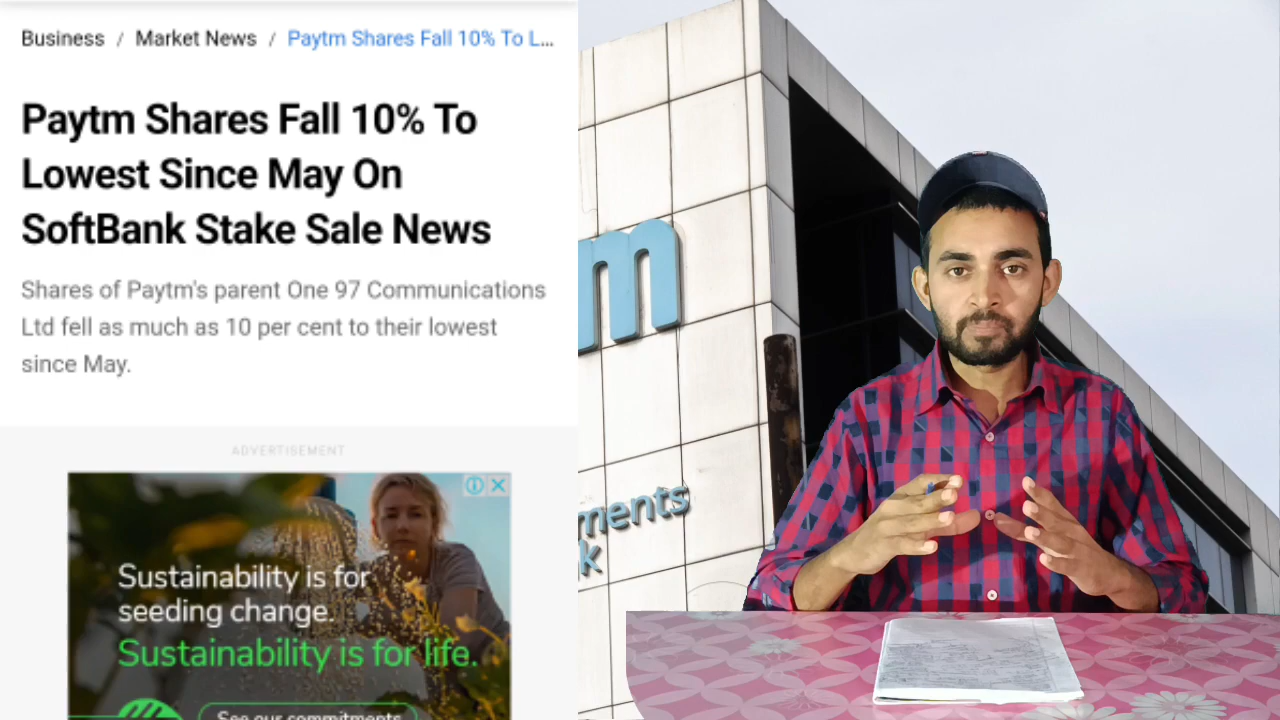 Business / Market News / Paytm Shares Fall 10% To L...
Paytm Shares Fall 10% To
Lowest Since May On
SoftBank Stake Sale News
Shares of Paytm's parent One 97 Communications
Ltd fell as much as 10 per cent to their lowest
since May.
ADVERTISEMENT
Sustainability is for
seeding change.
Sustainability is for life.
See our commitments
m
ments
k